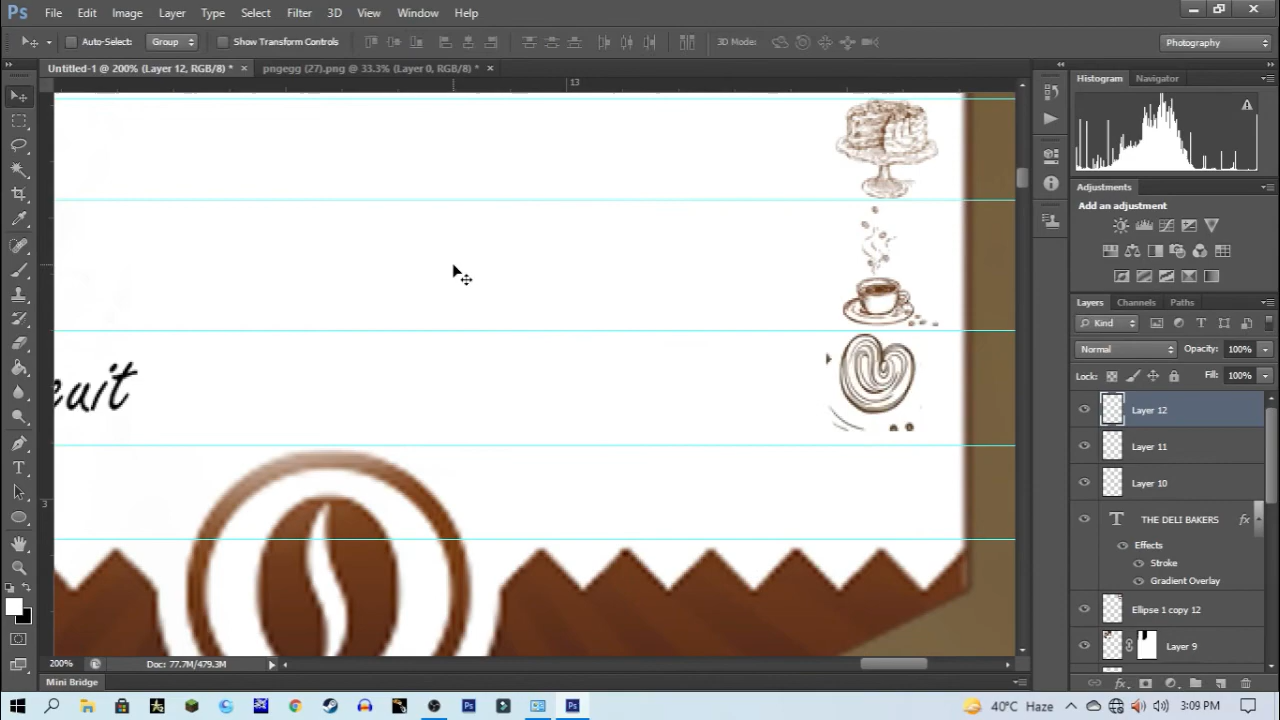 Ps File Edit Image Layer Type Select Filter 3D View Window Help
Auto-Select: Group Show Transform Controls 3D Mode: Photography
Untitled-1 @ 200% (Layer 12, RGB/8) * × pngegg (27).png @ 33.3% (Layer 0, RGB/8) * ×
13
Histogram Navigator
Adjustments
Add an adjustment
Layers Channels Paths
Kind
Normal Opacity: 100%
Lock: Fill: 100%
Layer 12
Layer 11
Layer 10
T THE DELI BAKERS fx
Effects
Stroke
Gradient Overlay
Ellipse 1 copy 12
Layer 9
cuit
3
200% Doc: 77.7M/479.3M
Mini Bridge
40°C Haze 3:09 PM